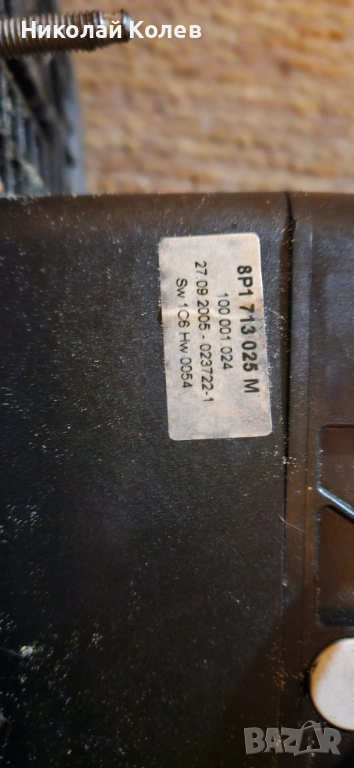 Николай Колев
8P1 713 025 M
100 001 024
27 09 2005 - 023722-1
Sw 1C6 Hw 0054
BAZAR